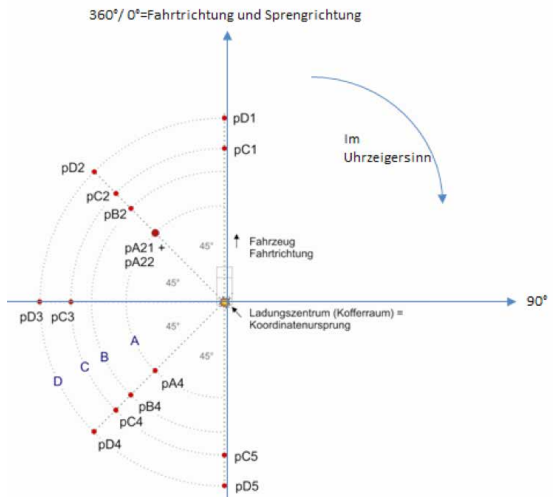 360°/ 0°=Fahrtrichtung und Sprengrichtung
pD1
Im
Uhrzeigersinn
pC1
pD2
pC2
pB2
pA21 +
pA22
45°
Fahrzeug
Fahrtrichtung
45°
90°
pD3
pC3
Ladungszentrum (Kofferraum) =
Koordinatenursprung
45°
A
B
C
D
45°
pA4
pB4
pC4
pD4
pC5
pD5